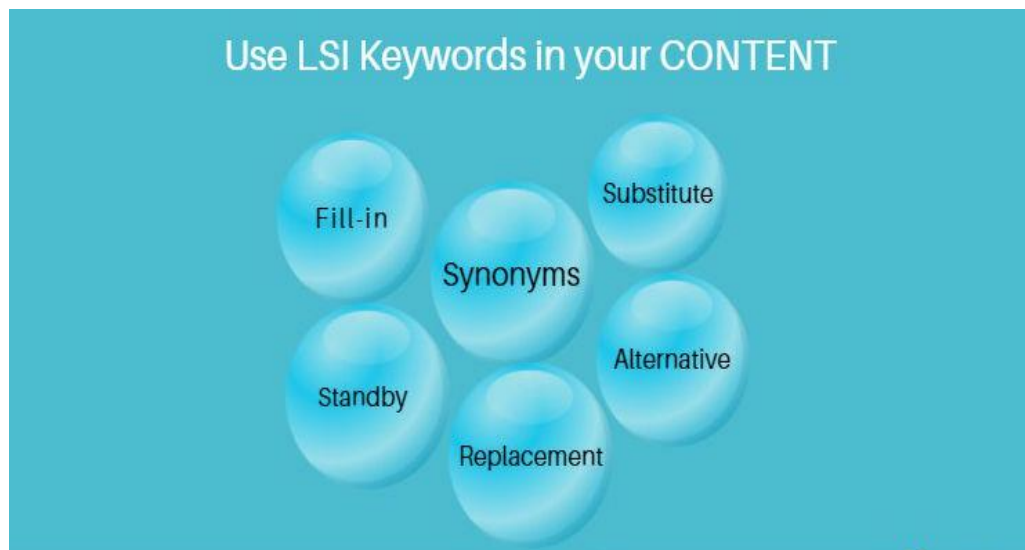 Use LSI Keywords in your CONTENT
Fill-in
Substitute
Synonyms
Alternative
Standby
Replacement